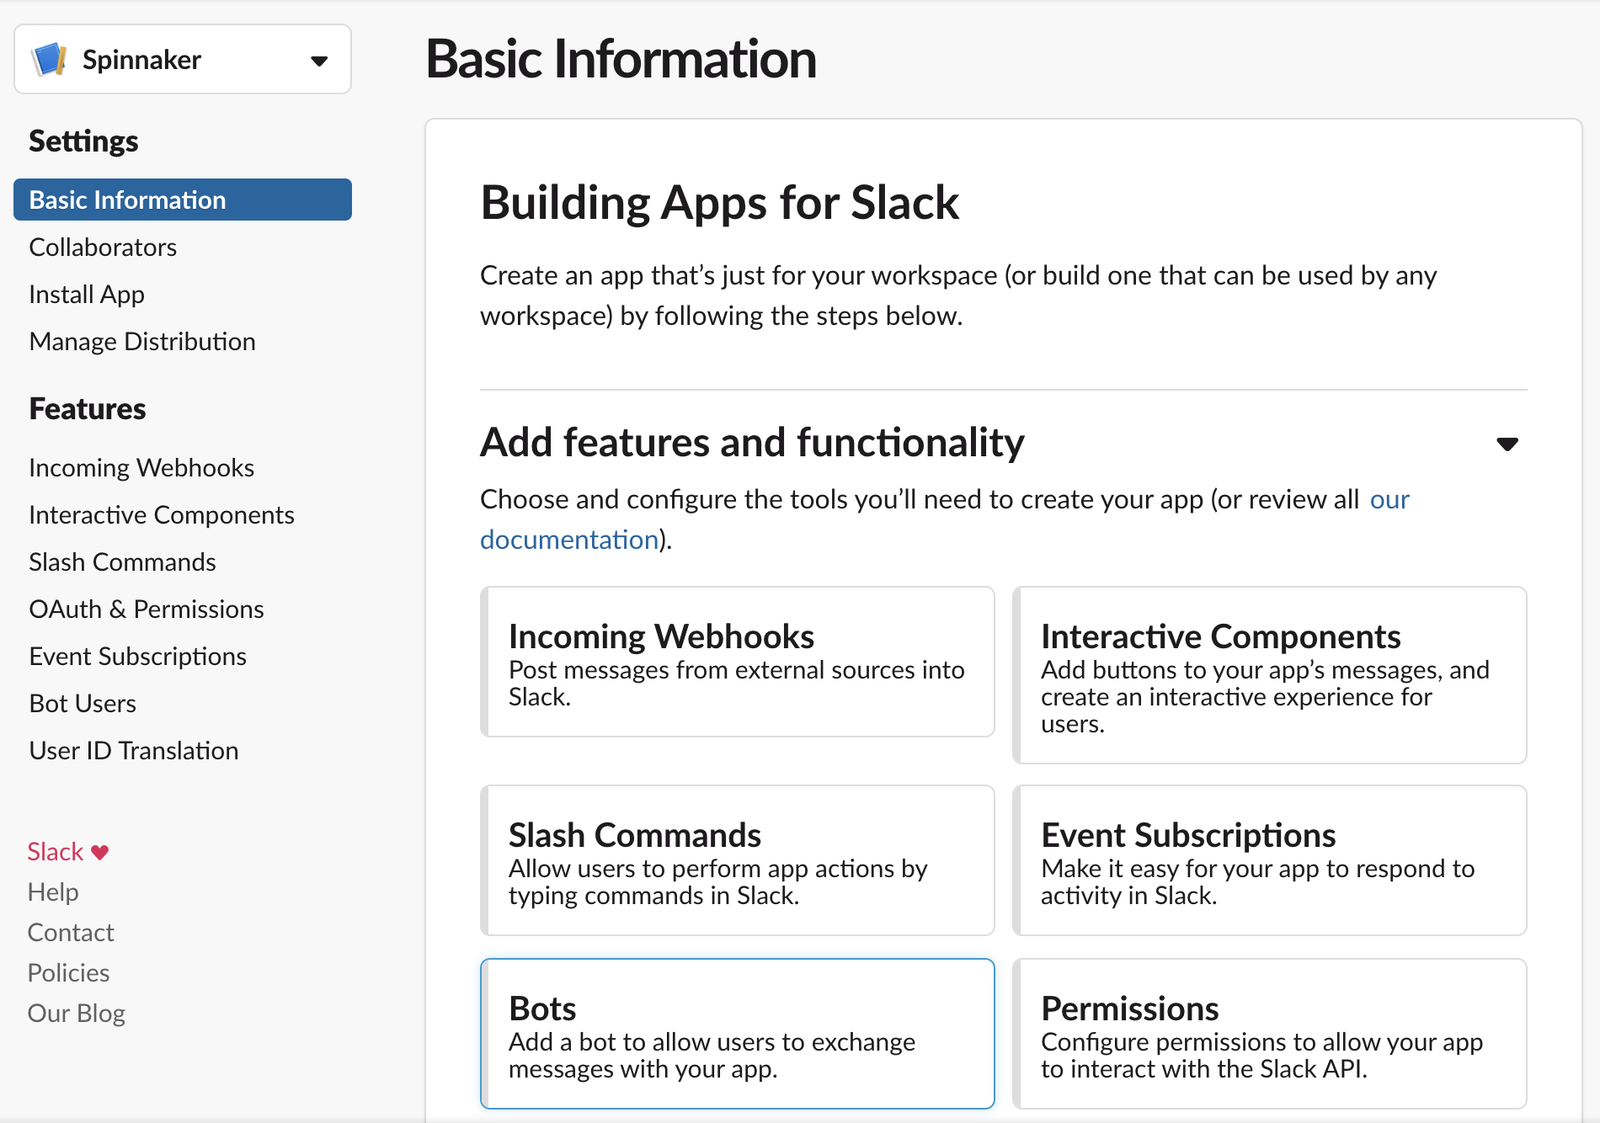 Spinnaker
Settings
Basic Information
Collaborators
Install App
Manage Distribution
Features
Incoming Webhooks
Interactive Components
Slash Commands
OAuth & Permissions
Event Subscriptions
Bot Users
User ID Translation
Slack ♥
Help
Contact
Policies
Our Blog
Basic Information
Building Apps for Slack
Create an app that’s just for your workspace (or build one that can be used by any
workspace) by following the steps below.
Add features and functionality
Choose and configure the tools you’ll need to create your app (or review all our
documentation).
Incoming Webhooks
Post messages from external sources into
Slack.
Interactive Components
Add buttons to your app’s messages, and
create an interactive experience for
users.
Slash Commands
Allow users to perform app actions by
typing commands in Slack.
Event Subscriptions
Make it easy for your app to respond to
activity in Slack.
Bots
Add a bot to allow users to exchange
messages with your app.
Permissions
Configure permissions to allow your app
to interact with the Slack API.